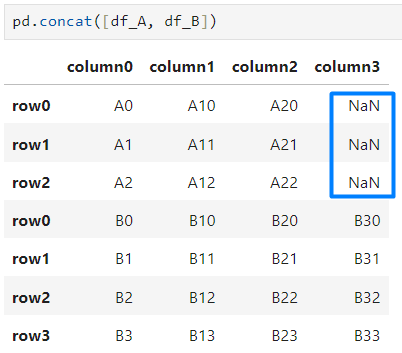 pd.concat([df_A, df_B])
column0 column1 column2 column3
row0 A0 A10 A20 NaN
row1 A1 A11 A21 NaN
row2 A2 A12 A22 NaN
row0 B0 B10 B20 B30
row1 B1 B11 B21 B31
row2 B2 B12 B22 B32
row3 B3 B13 B23 B33